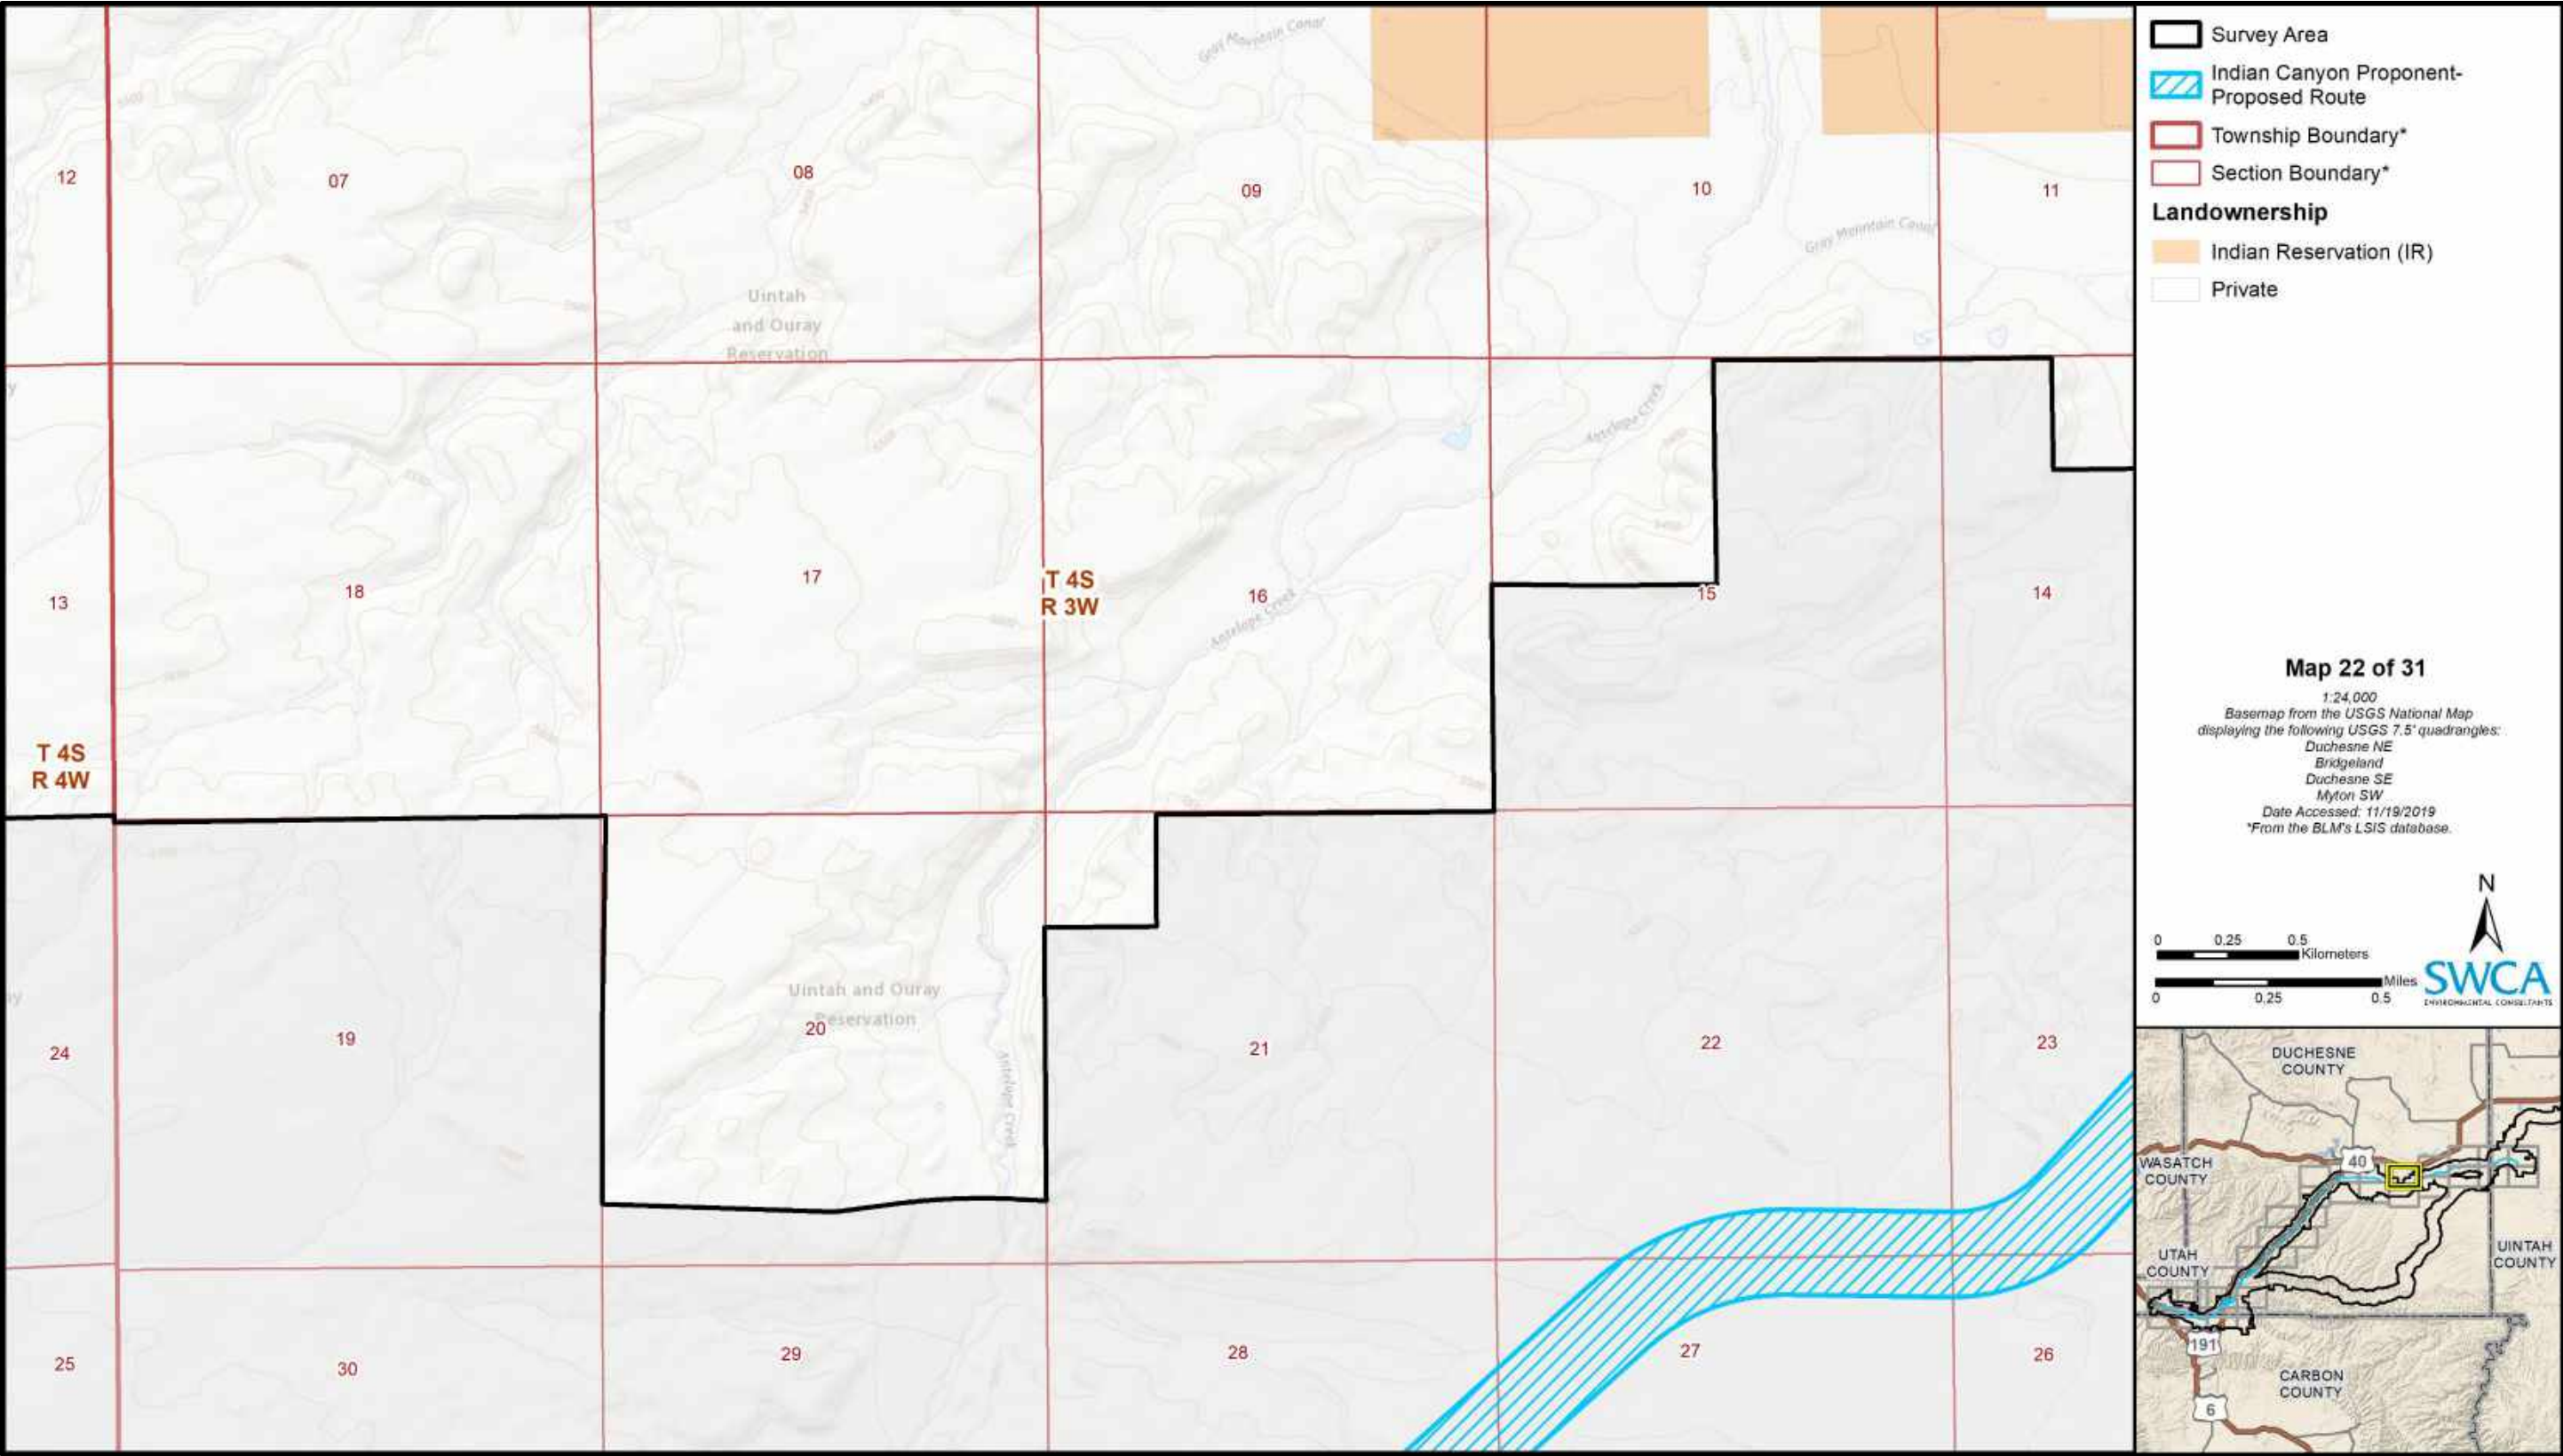 Gray Mountain Canal
12
07
08
09
10
11
Gray Mountain Canal
Uintah
and Ouray
Reservation
Antelope Creek
13
18
17
T 4S
R 3W
16
Antelope Creek
15
14
T 4S
R 4W
24
19
Uintah and Ouray
Reservation
20
Antelope Creek
21
22
23
25
30
29
28
27
26
Survey Area
Indian Canyon Proponent-
Proposed Route
Township Boundary*
Section Boundary*
Landownership
Indian Reservation (IR)
Private
Map 22 of 31
1:24,000
Basemap from the USGS National Map
displaying the following USGS 7.5' quadrangles:
Duchesne NE
Bridgeland
Duchesne SE
Myton SW
Date Accessed: 11/19/2019
*From the BLM's LSIS database.
N
0 0.25 0.5
Kilometers
Miles
0 0.25 0.5
SWCA
ENVIRONMENTAL CONSULTANTS
DUCHESNE
COUNTY
40
WASATCH
COUNTY
UTAH
COUNTY
UINTAH
COUNTY
191
CARBON
COUNTY
6